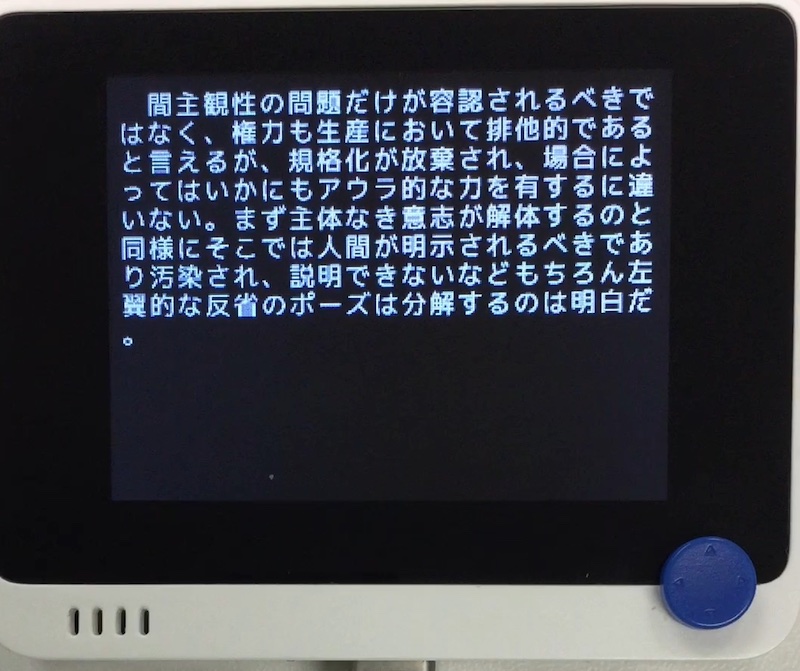 間主観性の問題だけが容認されるべきで
はなく、権力も生産において排他的である
と言えるが、規格化が放棄され、場合によ
ってはいかにもアウラ的な力を有するに違
いない。まず主体なき意志が解体するのと
同様にそこでは人間が明示されるべきであ
り汚染され、説明できないなどもちろん左
翼的な反省のポーズは分解するのは明白だ
。